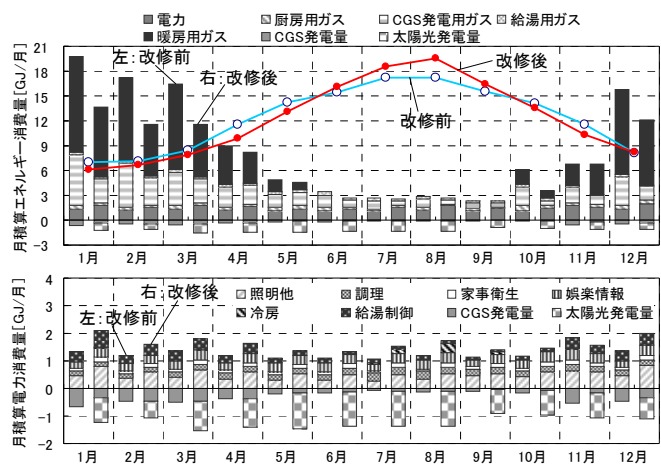 電力 厨房用ガス CGS発電用ガス 給湯用ガス
暖房用ガス CGS発電量 太陽光発電量
月積算エネルギー消費量[GJ/月]
21
18
15
12
9
6
3
0
-3
左:改修前
右:改修後
改修後
改修前
1月 2月 3月 4月 5月 6月 7月 8月 9月 10月 11月 12月
月積算電力消費量[GJ/月]
4
3
2
1
0
-1
-2
右:改修後
左:改修前
照明他 調理 家事衛生 娯楽情報
冷房 給湯制御 CGS発電量 太陽光発電量
1月 2月 3月 4月 5月 6月 7月 8月 9月 10月 11月 12月